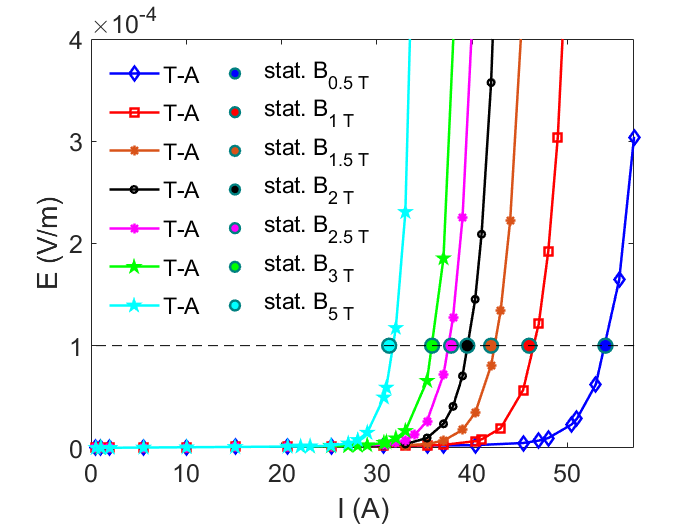 ×10⁻⁴
4
3
2
1
0
E (V/m)
T-A stat. B0.5 T
T-A stat. B1 T
T-A stat. B1.5 T
T-A stat. B2 T
T-A stat. B2.5 T
T-A stat. B3 T
T-A stat. B5 T
0 10 20 30 40 50
I (A)